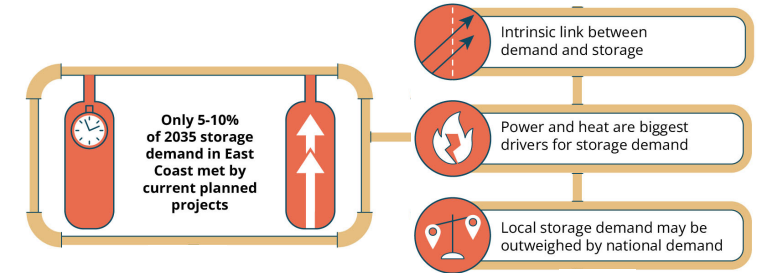 Only 5-10%
of 2035 storage
demand in East
Coast met by
current planned
projects
Intrinsic link between
demand and storage
Power and heat are biggest
drivers for storage demand
Local storage demand may be
outweighed by national demand